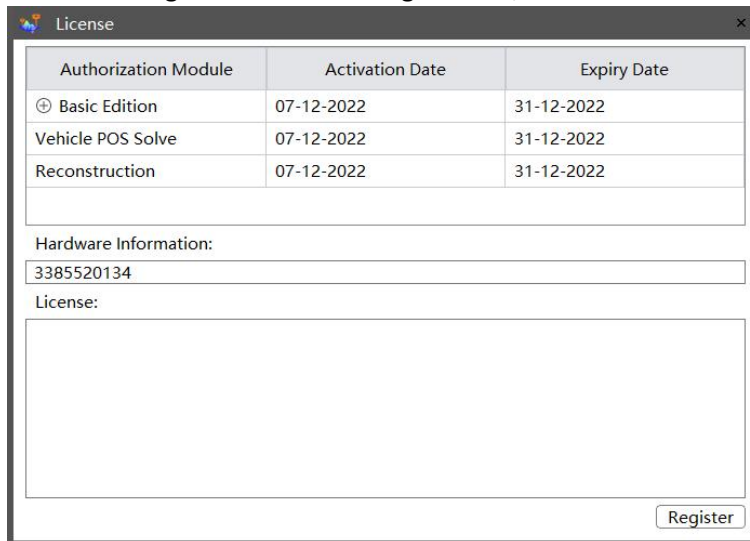 License
Authorization Module Activation Date Expiry Date
Basic Edition 07-12-2022 31-12-2022
Vehicle POS Solve 07-12-2022 31-12-2022
Reconstruction 07-12-2022 31-12-2022
Hardware Information:
3385520134
License:
Register